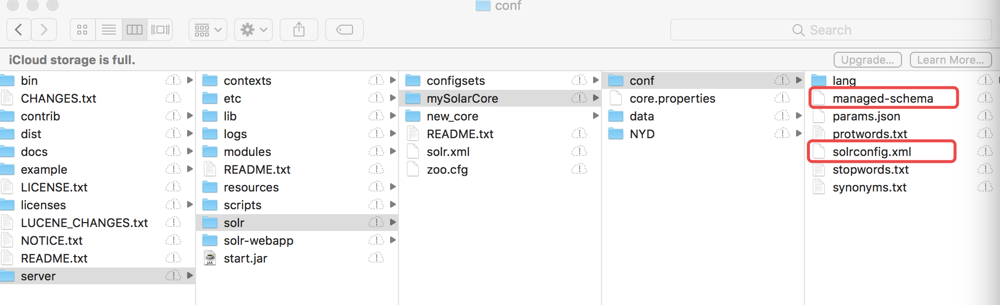 conf
Search
iCloud storage is full.
Upgrade...
Learn More...
bin
CHANGES.txt
contrib
dist
docs
example
LICENSE.txt
licenses
LUCENE_CHANGES.txt
NOTICE.txt
README.txt
server
contexts
etc
lib
logs
modules
README.txt
resources
scripts
solr
solr-webapp
start.jar
configsets
mySolarCore
new_core
README.txt
solr.xml
zoo.cfg
conf
core.properties
data
NYD
lang
managed-schema
params.json
protwords.txt
solrconfig.xml
stopwords.txt
synonyms.txt